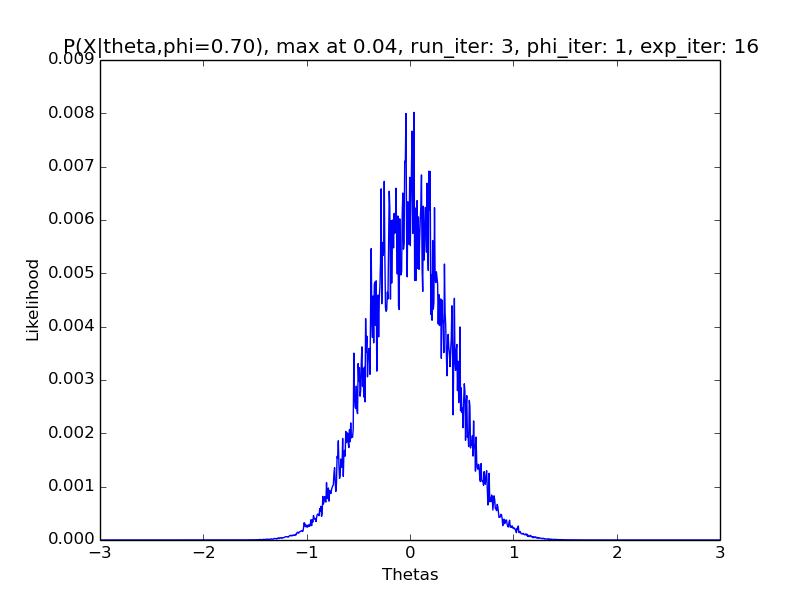 P(X|theta,phi=0.70), max at 0.04, run_iter: 3, phi_iter: 1, exp_iter: 16
0.009
0.008
0.007
0.006
0.005
0.004
0.003
0.002
0.001
0.000
Likelihood
−3 −2 −1 0 1 2 3
Thetas